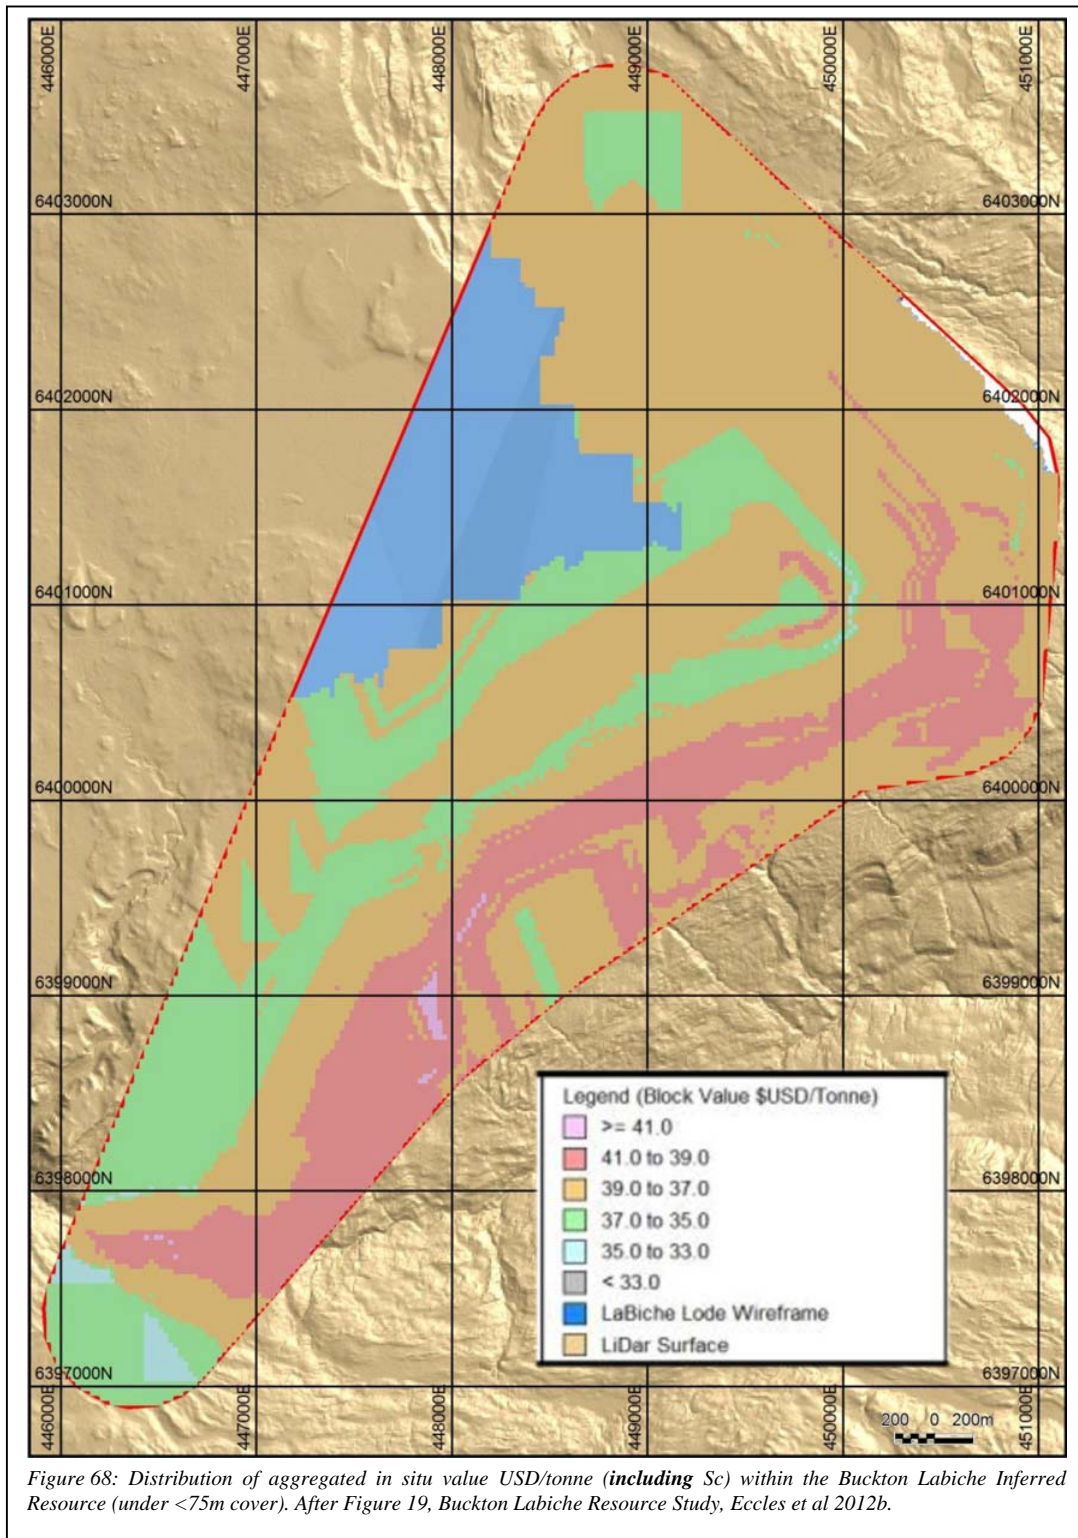 446000E
447000E
448000E
449000E
450000E
451000E
6403000N
6403000N
6402000N
6402000N
6401000N
6401000N
6400000N
6400000N
6399000N
6399000N
Legend (Block Value $USD/Tonne)
>= 41.0
41.0 to 39.0
39.0 to 37.0
37.0 to 35.0
35.0 to 33.0
< 33.0
LaBiche Lode Wireframe
LiDar Surface
6398000N
6398000N
6397000N
6397000N
446000E
447000E
448000E
449000E
450000E
451000E
200 0 200m
Figure 68: Distribution of aggregated in situ value USD/tonne (including Sc) within the Buckton Labiche Inferred
Resource (under <75m cover). After Figure 19, Buckton Labiche Resource Study, Eccles et al 2012b.